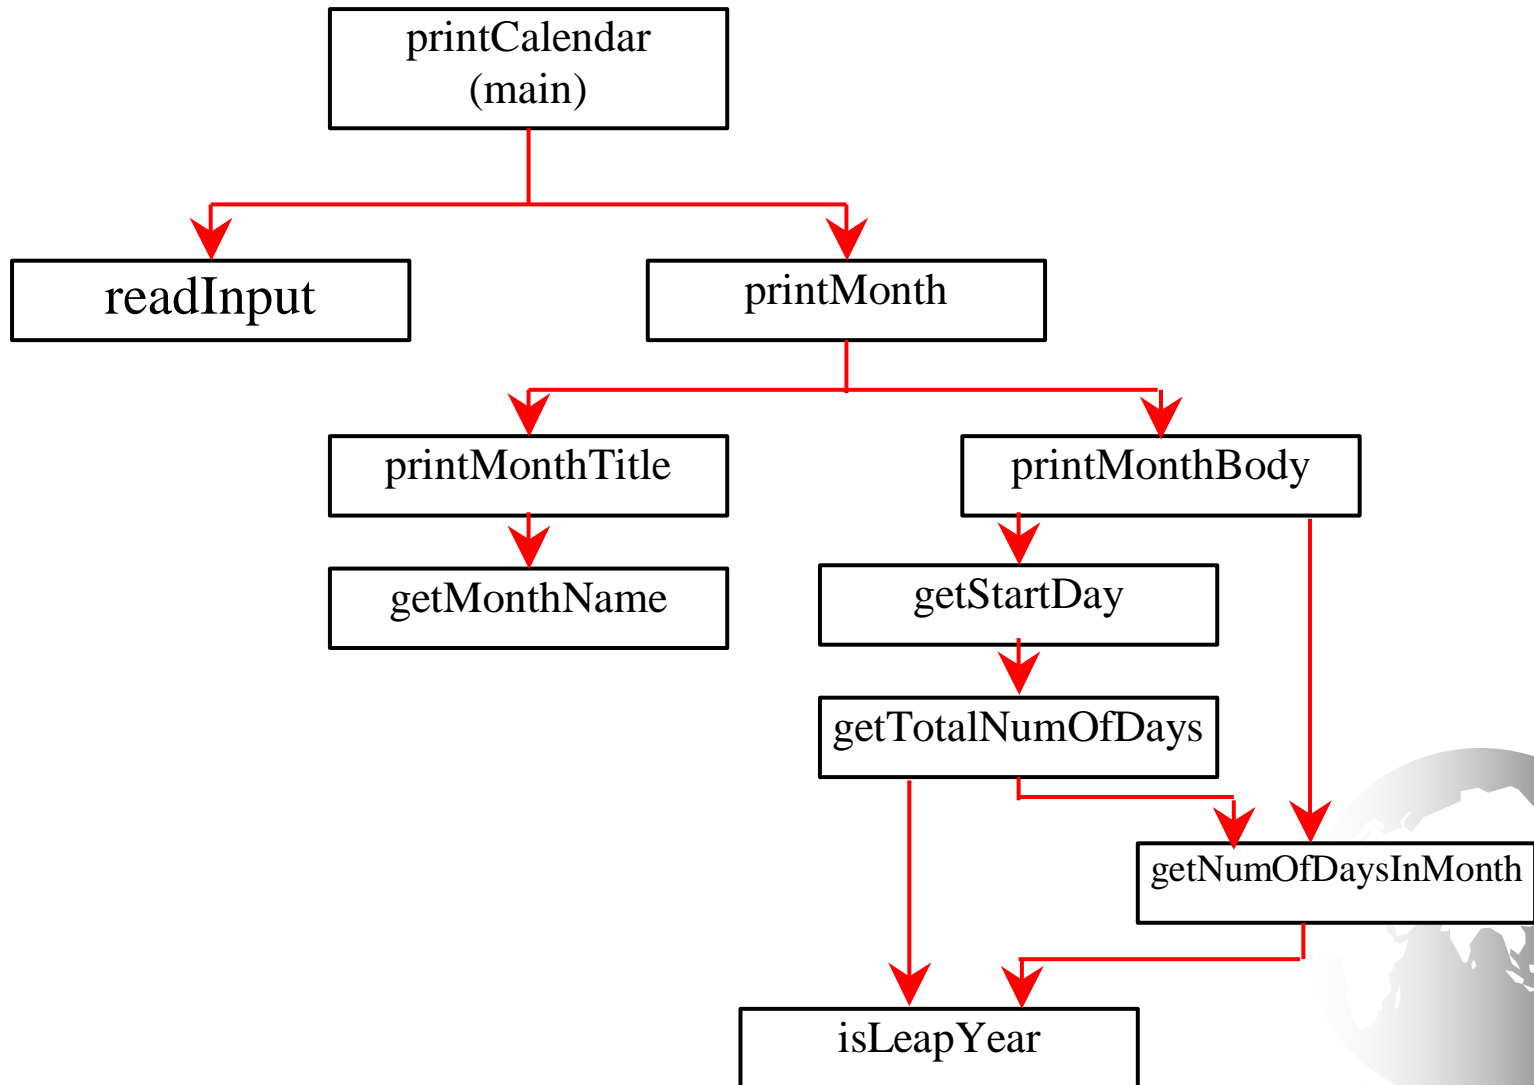 printCalendar
(main)
readInput
printMonth
printMonthTitle
printMonthBody
getMonthName
getStartDay
getTotalNumOfDays
getNumOfDaysInMonth
isLeapYear